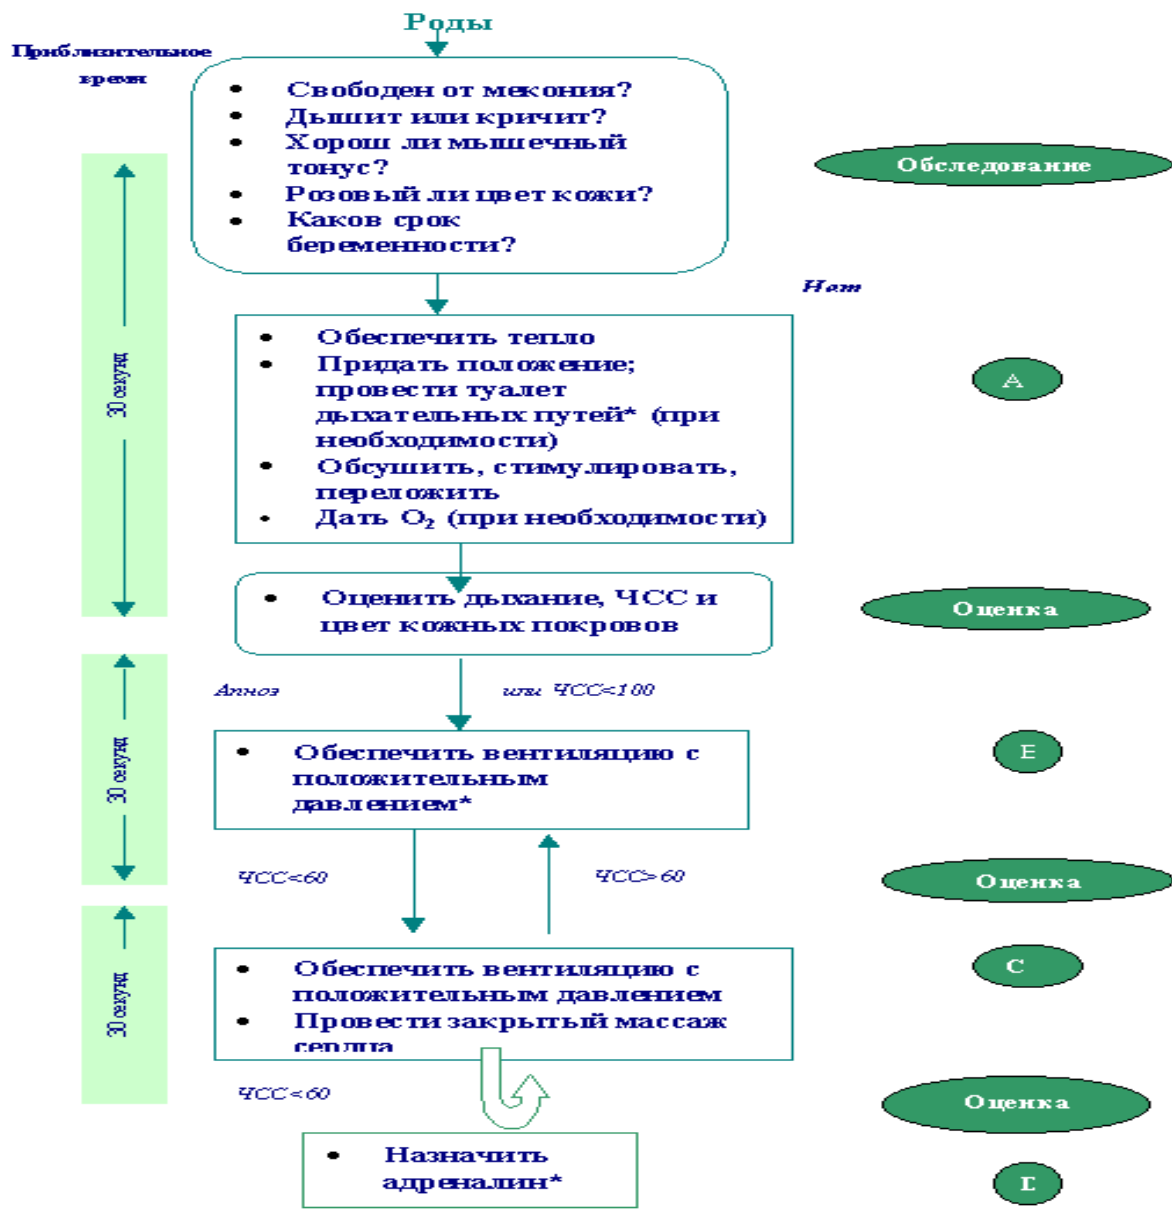 Роды
Приблизительное
время
Свободен от мекония?
Дышит или кричит?
Хорош ли мышечный
тонус?
Розовый ли цвет кожи?
Каков срок
беременности?
Обследование
Нет
30 секунд
Обеспечить тепло
Придать положение;
провести туалет
дыхательных путей* (при
необходимости)
Обсушить, стимулировать,
переложить
Дать O₂ (при необходимости)
A
Оценить дыхание, ЧСС и
цвет кожных покровов
Оценка
Апноэ
или ЧСС<100
30 секунд
Обеспечить вентиляцию с
положительным
давлением*
E
ЧСС<60
ЧСС>60
Оценка
30 секунд
Обеспечить вентиляцию с
положительным давлением
Провести закрытый массаж
сердца
C
ЧСС<60
Оценка
Назначить
адреналин*